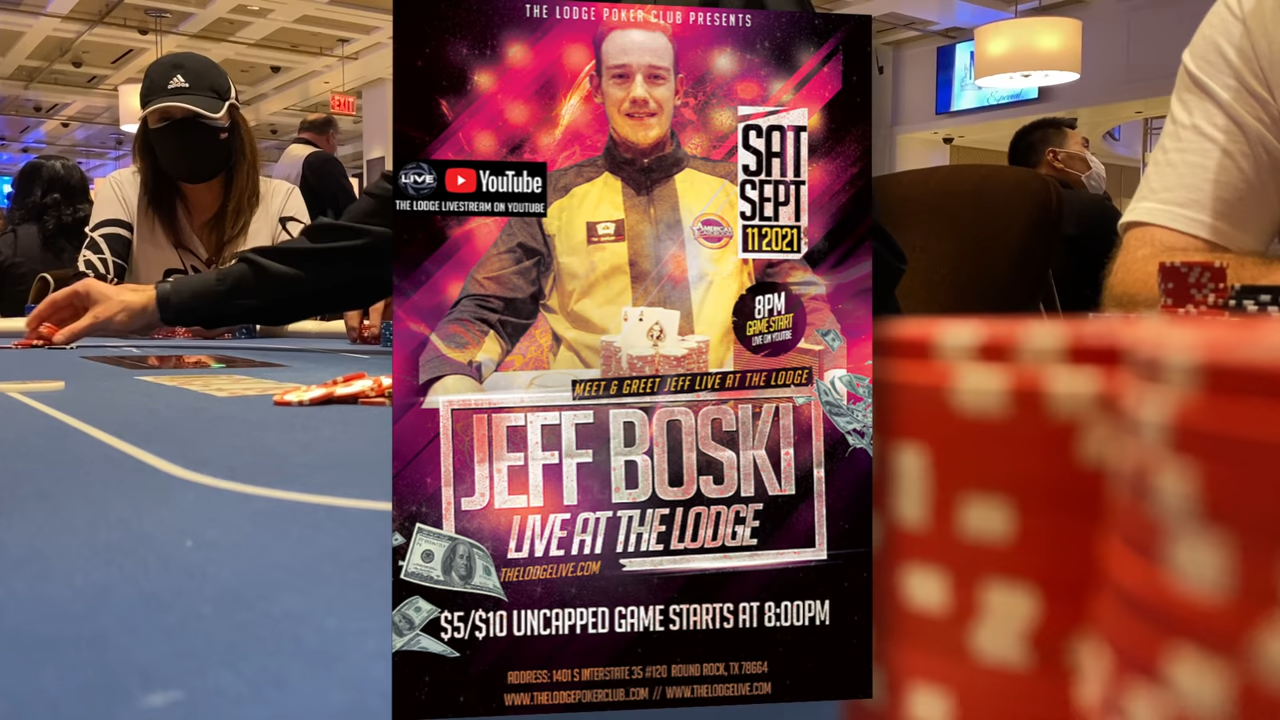 THE LODGE POKER CLUB PRESENTS
adidas
EXIT
Special
SAT
SEPT
11 2021
LIVE
YouTube
THE LODGE LIVESTREAM ON YOUTUBE
8PM
GAME START
LIVE ON YOUTUBE
MEET & GREET JEFF LIVE AT THE LODGE
JEFF BOSKI
LIVE AT THE LODGE
THELODGELIVE.COM
$5/$10 UNCAPPED GAME STARTS AT 8:00PM
ADDRESS: 1401 S INTERSTATE 35 #120 ROUND ROCK, TX 78664
WWW.THELODGEPOKERCLUB.COM // WWW.THELODGELIVE.COM